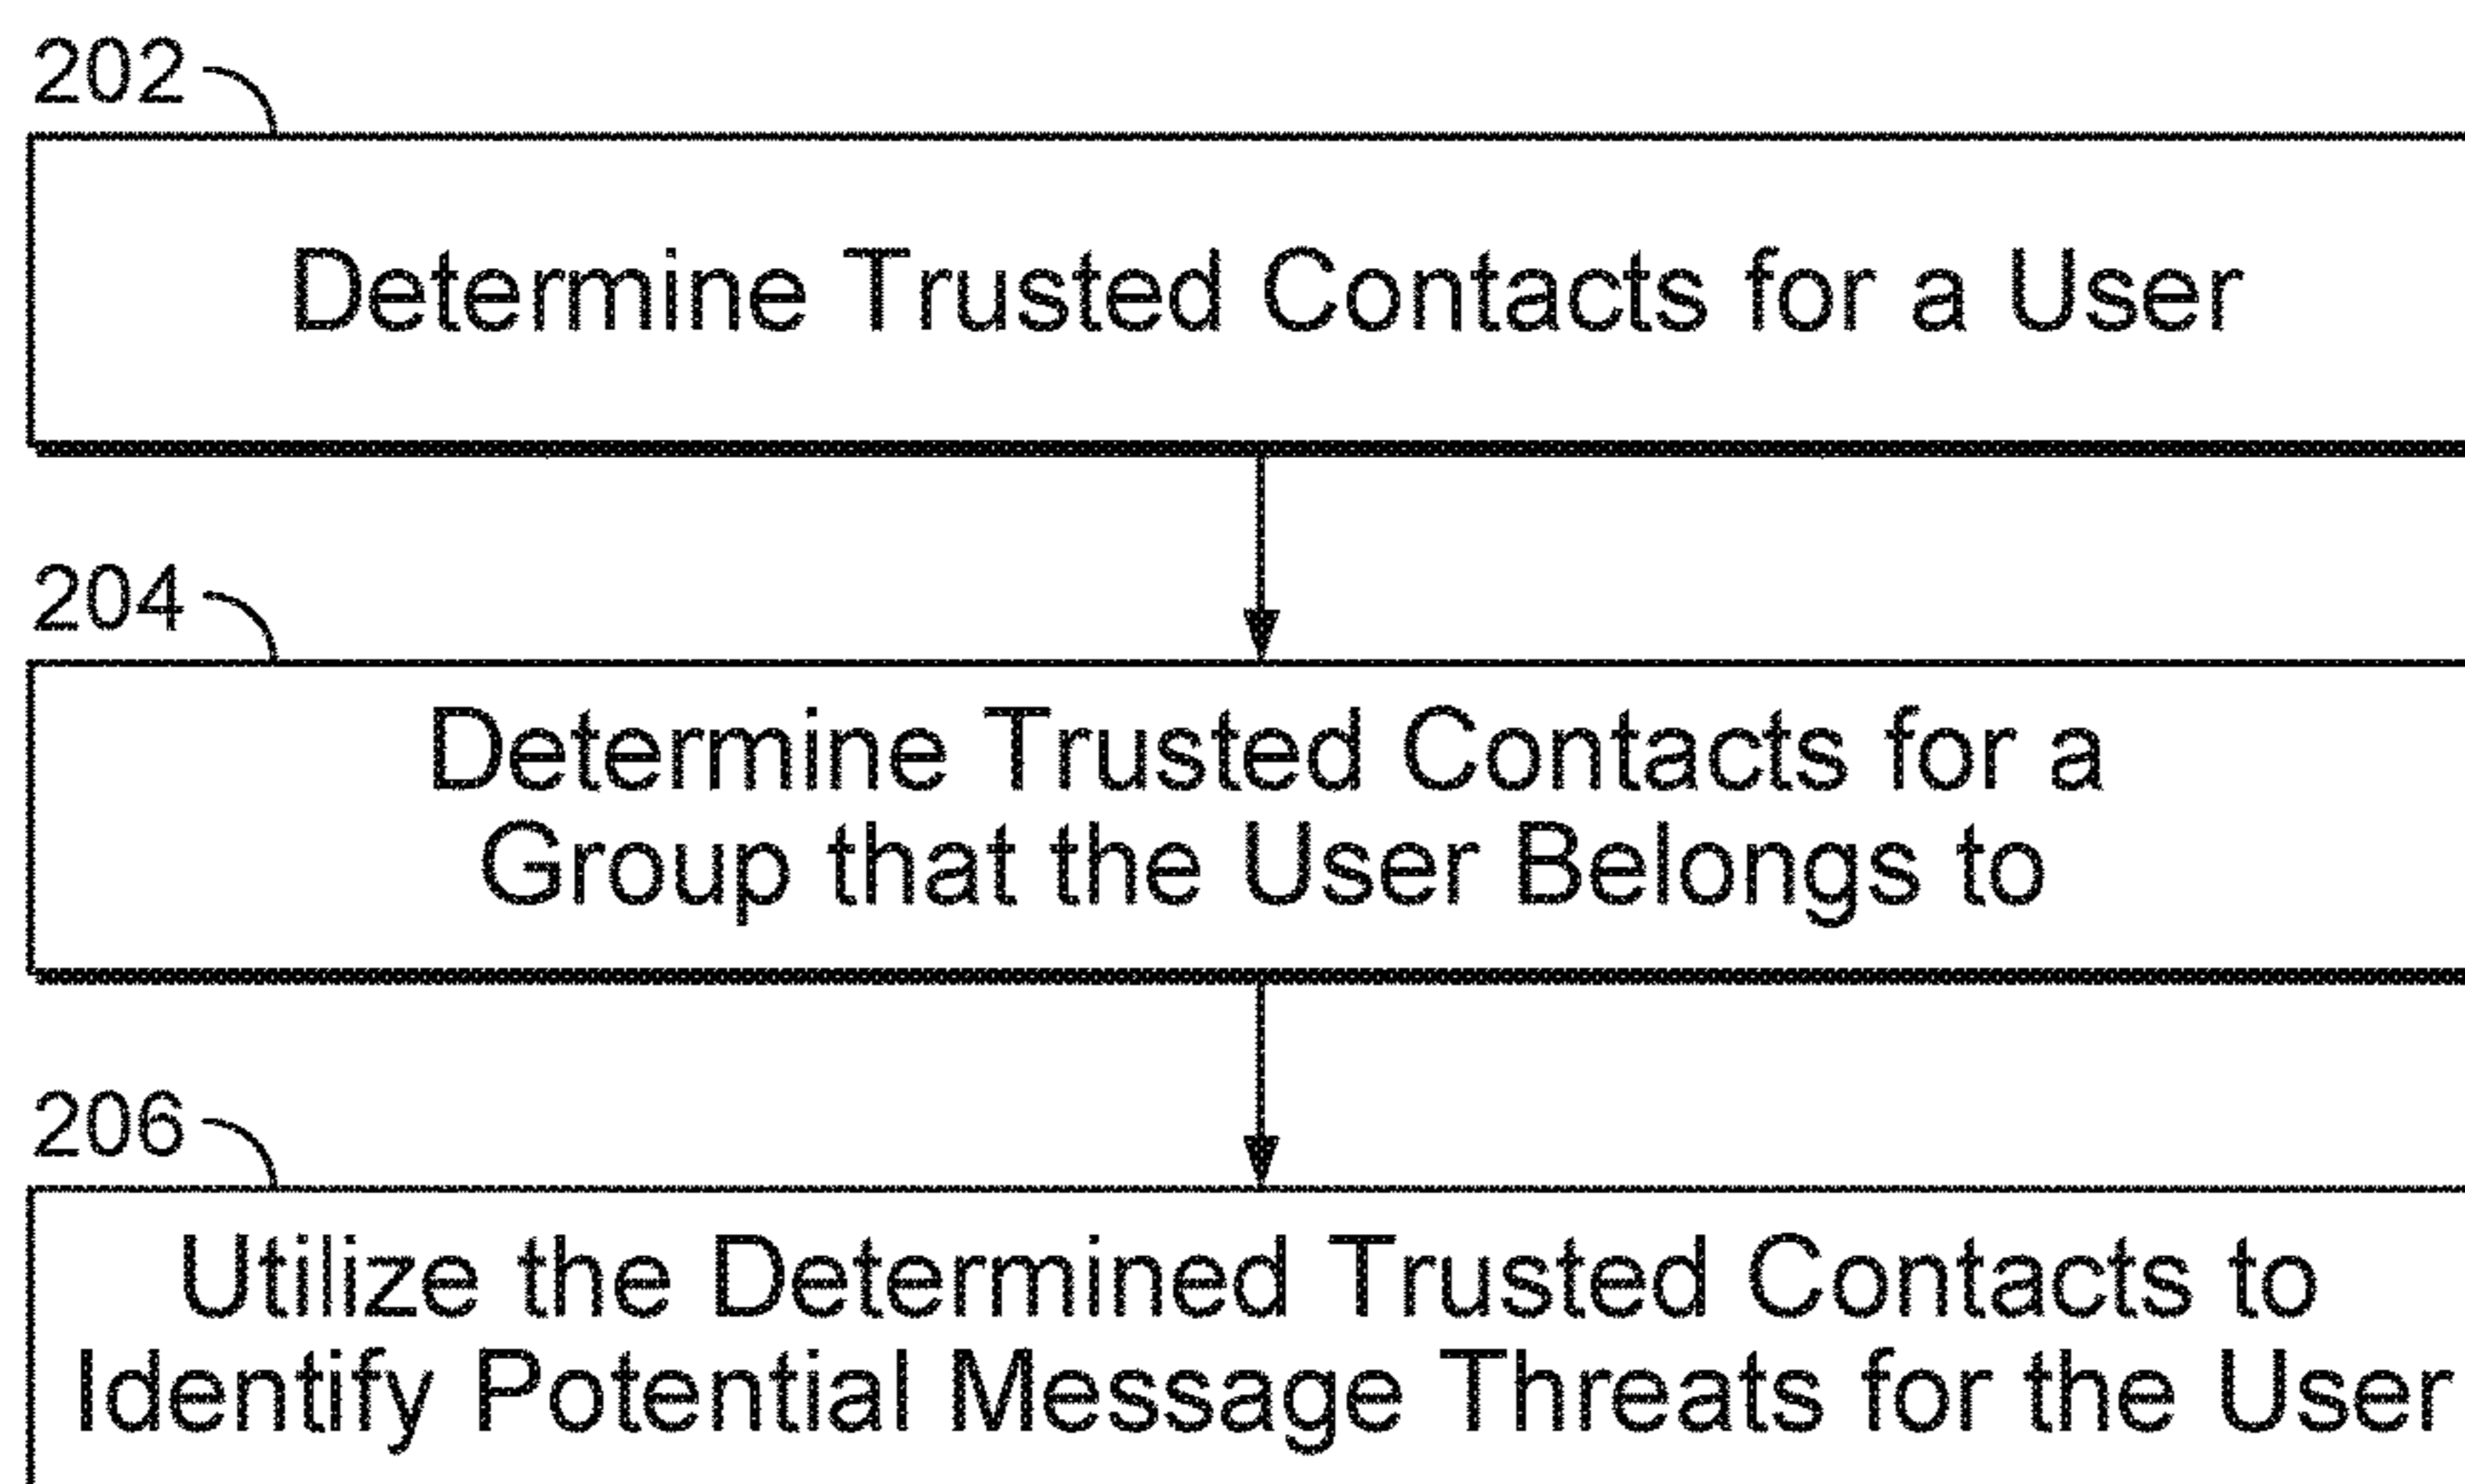 202
Determine Trusted Contacts for a User
204
Determine Trusted Contacts for a
Group that the User Belongs to
206
Utilize the Determined Trusted Contacts to
Identify Potential Message Threats for the User